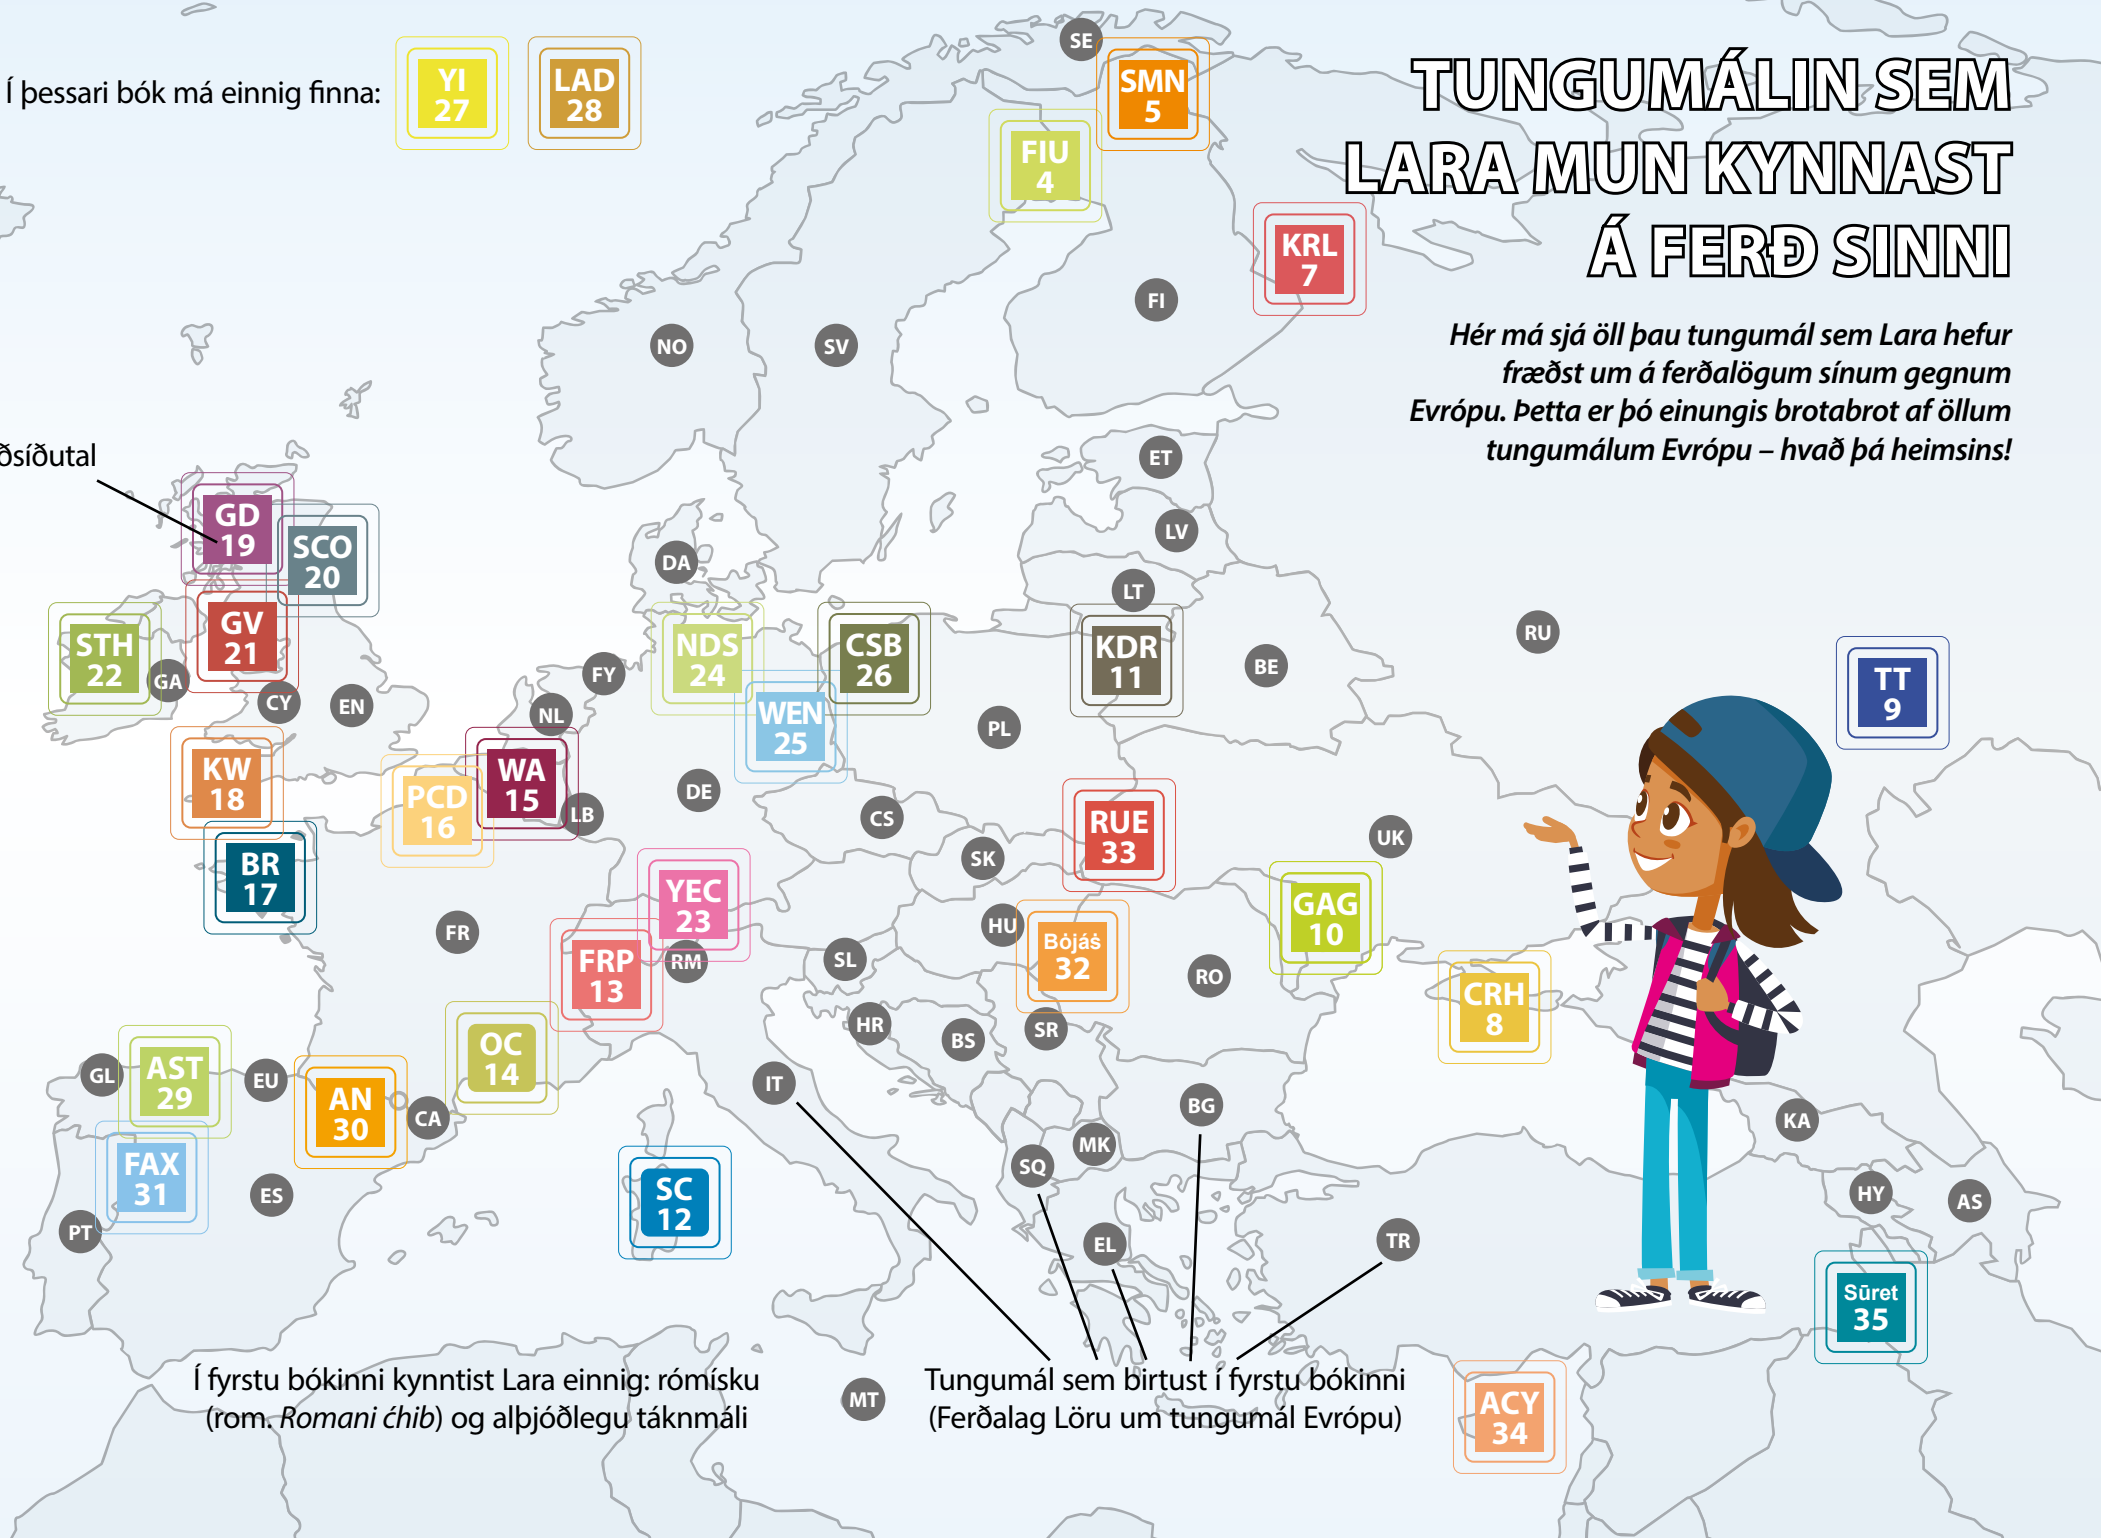 Í þessari bók má einnig finna:
YI
27
LAD
28
TUNGUMÁLIN SEM
LARA MUN KYNNAST
Á FERÐ SINNI
Hér má sjá öll þau tungumál sem Lara hefur
fræðst um á ferðalögum sínum gegnum
Evrópu. Þetta er þó einungis brotabrot af öllum
tungumálum Evrópu – hvað þá heimsins!
SE
SMN
5
FIU
4
KRL
7
FI
NO
SV
ðsíðutal
ET
LV
GD
19
SCO
20
DA
LT
GV
21
STH
22
GA
CY
EN
FY
NL
NDS
24
CSB
26
WEN
25
KDR
11
BE
RU
TT
9
PL
KW
18
PCD
16
WA
15
LB
DE
CS
RUE
33
UK
SK
BR
17
FR
YEC
23
RM
FRP
13
SL
HU
Bòjáṡ
32
RO
GAG
10
CRH
8
HR
BS
SR
OC
14
GL
AST
29
EU
AN
30
CA
IT
BG
MK
SQ
KA
FAX
31
ES
PT
SC
12
EL
TR
HY
AS
Sūret
35
Í fyrstu bókinni kynntist Lara einnig: rómísku
(rom. Romani ćhib) og alþjóðlegu táknmáli
MT
Tungumál sem birtust í fyrstu bókinni
(Ferðalag Löru um tungumál Evrópu)
ACY
34